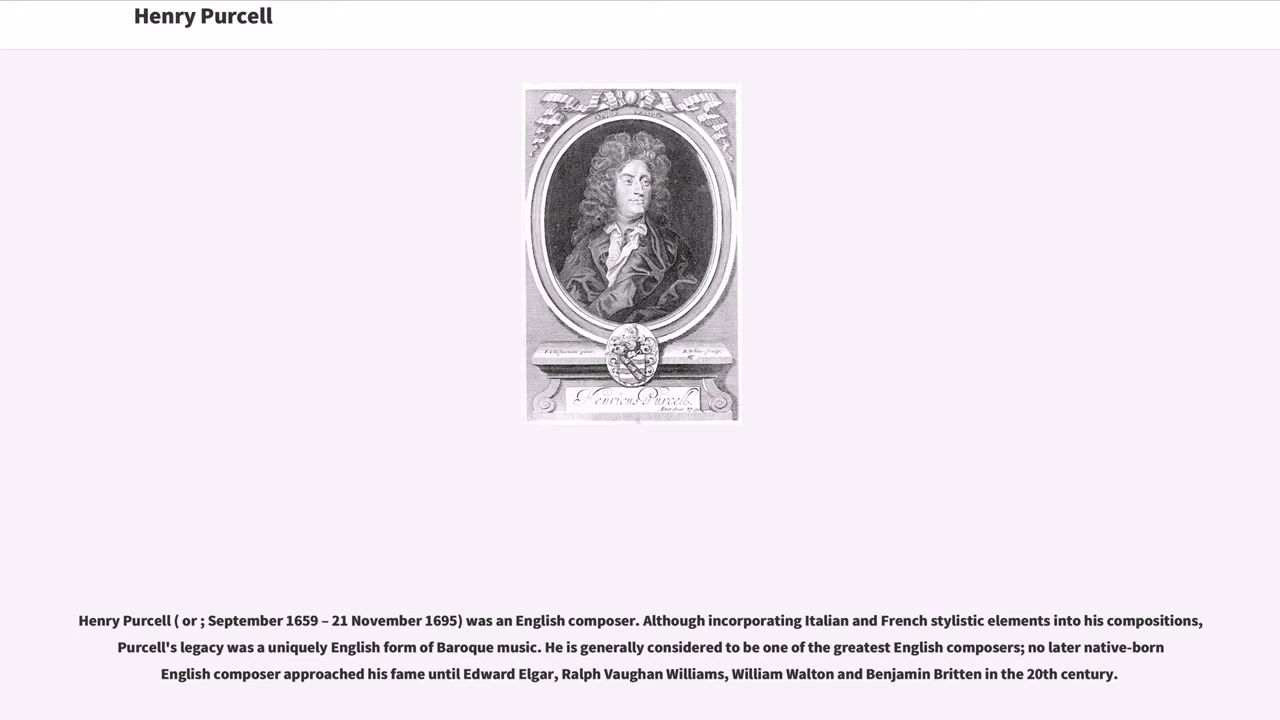 Henry Purcell
Henricus Purcell.
Henry Purcell ( or ; September 1659 – 21 November 1695) was an English composer. Although incorporating Italian and French stylistic elements into his compositions,
Purcell's legacy was a uniquely English form of Baroque music. He is generally considered to be one of the greatest English composers; no later native-born
English composer approached his fame until Edward Elgar, Ralph Vaughan Williams, William Walton and Benjamin Britten in the 20th century.